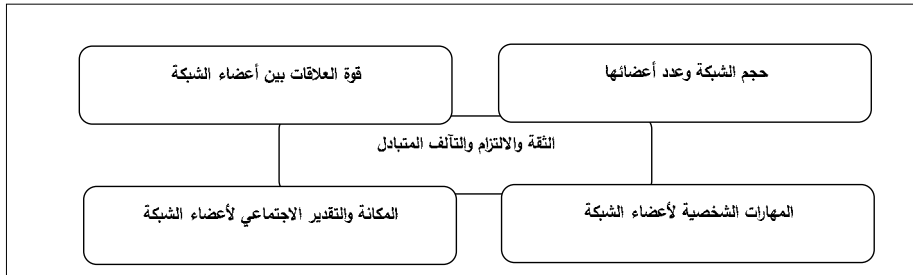 حجم الشبكة وعدد أعضائها
قوة العلاقات بين أعضاء الشبكة
الثقة والالتزام والتآلف المتبادل
المهارات الشخصية لأعضاء الشبكة
المكانة والتقدير الاجتماعي لأعضاء الشبكة